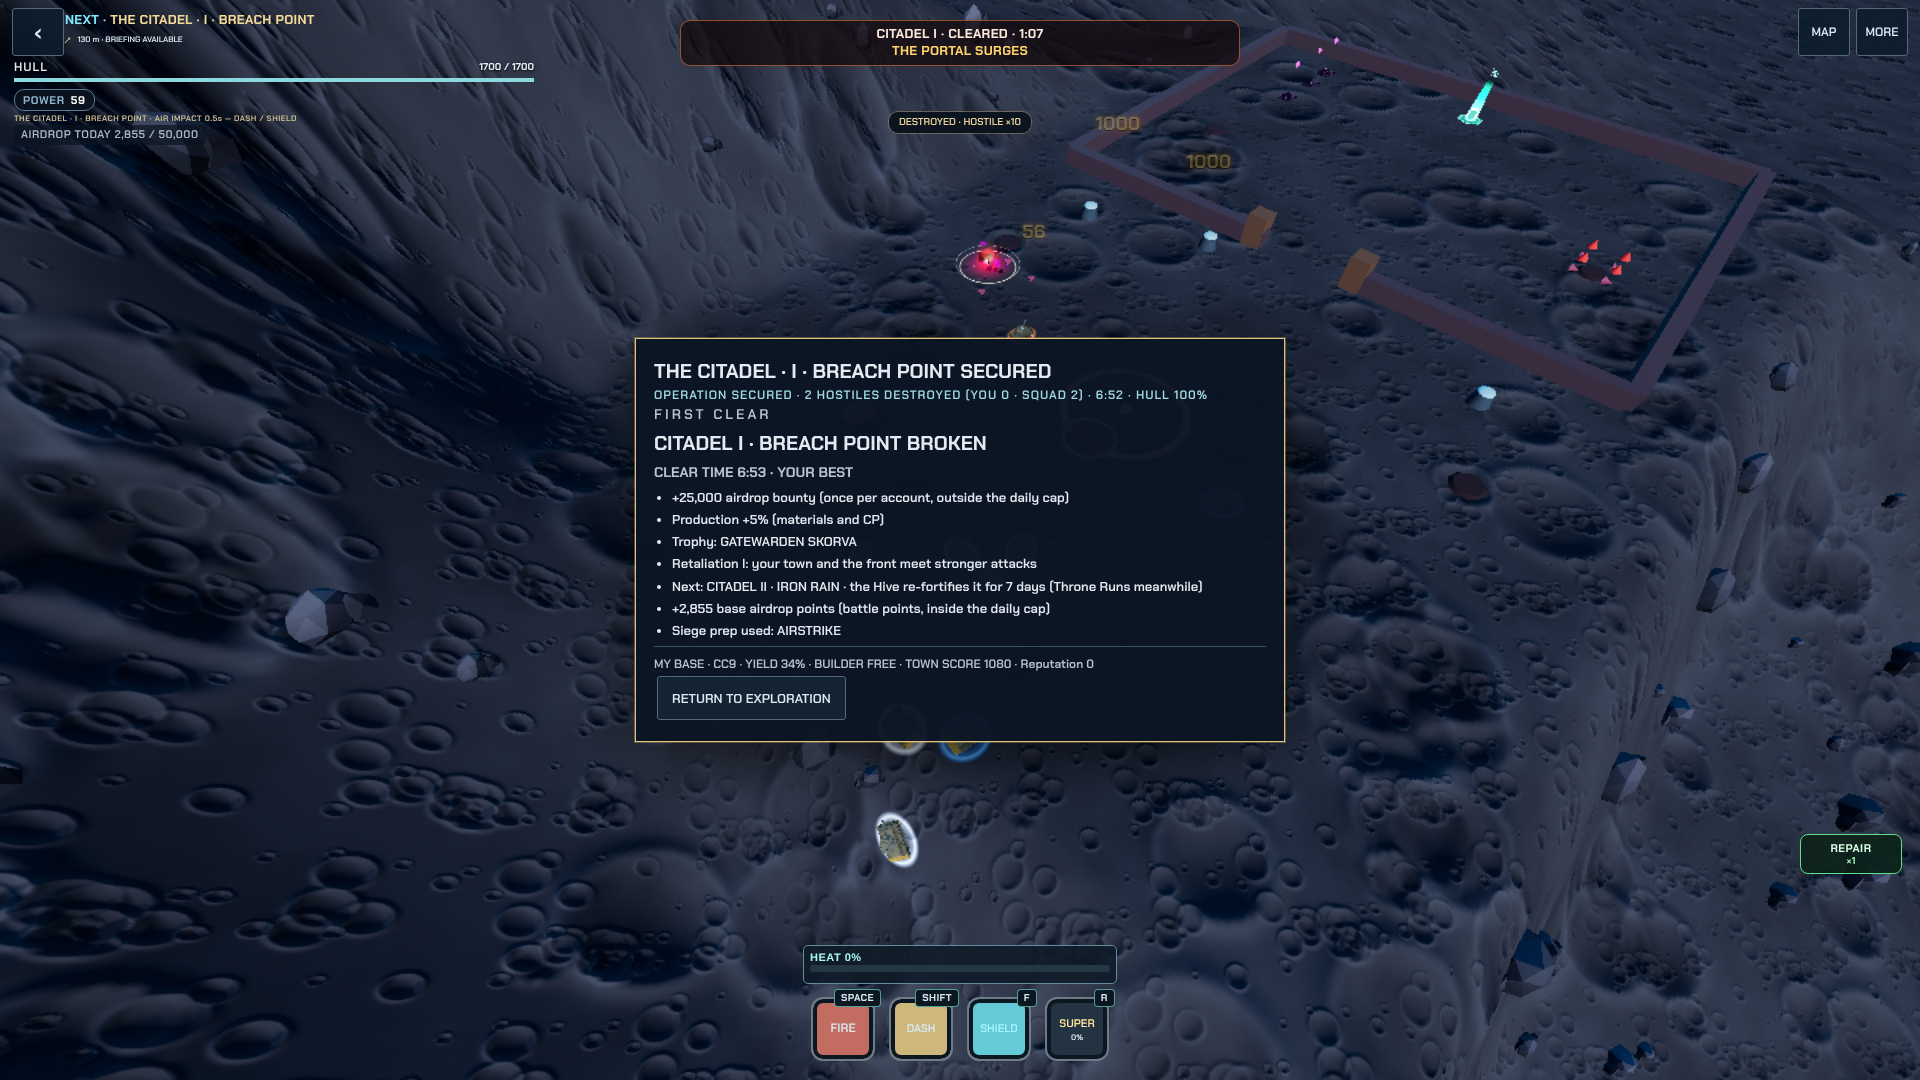 NEXT · THE CITADEL · I · BREACH POINT
130 m · BRIEFING AVAILABLE
HULL 1700 / 1700
POWER 59
THE CITADEL · I · BREACH POINT · AIR IMPACT 0.5s — DASH / SHIELD
AIRDROP TODAY 2,855 / 50,000
CITADEL I · CLEARED · 1:07
THE PORTAL SURGES
MAP
MORE
DESTROYED · HOSTILE ×10
1000
1000
56
THE CITADEL · I · BREACH POINT SECURED
OPERATION SECURED · 2 HOSTILES DESTROYED (YOU 0 · SQUAD 2) · 6:52 · HULL 100%
FIRST CLEAR
CITADEL I · BREACH POINT BROKEN
CLEAR TIME 6:53 · YOUR BEST
• +25,000 airdrop bounty (once per account, outside the daily cap)
• Production +5% (materials and CP)
• Trophy: GATEWARDEN SKORVA
• Retaliation I: your town and the front meet stronger attacks
• Next: CITADEL II · IRON RAIN · the Hive re-fortifies it for 7 days (Throne Runs meanwhile)
• +2,855 base airdrop points (battle points, inside the daily cap)
• Siege prep used: AIRSTRIKE
MY BASE · CC9 · YIELD 34% · BUILDER FREE · TOWN SCORE 1080 · Reputation 0
RETURN TO EXPLORATION
REPAIR
×1
HEAT 0%
SPACE
SHIFT
F
R
FIRE
DASH
SHIELD
SUPER
0%